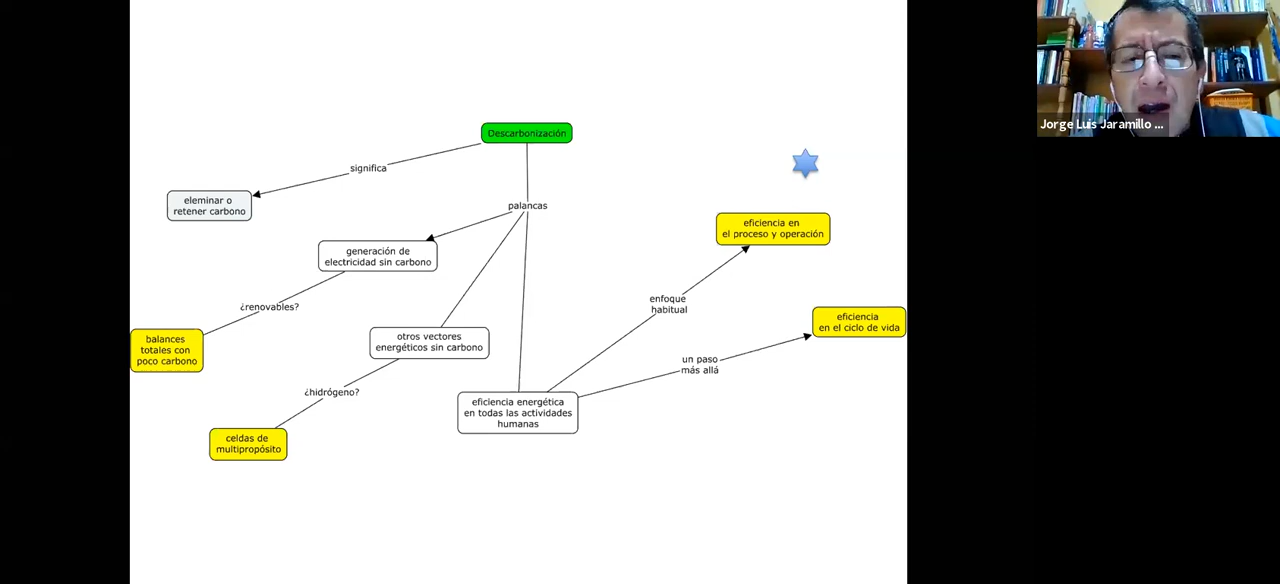 Jorge Luis Jaramillo ...
Descarbonización
significa
eleminar o
retener carbono
palancas
generación de
electricidad sin carbono
¿renovables?
balances
totales con
poco carbono
otros vectores
energéticos sin carbono
¿hidrógeno?
celdas de
multipropósito
eficiencia energética
en todas las actividades
humanas
enfoque
habitual
eficiencia en
el proceso y operación
un paso
más allá
eficiencia
en el ciclo de vida